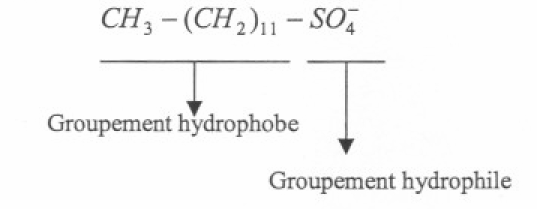 CH₃ – (CH₂)₁₁ – SO₄⁻
Groupement hydrophobe
Groupement hydrophile